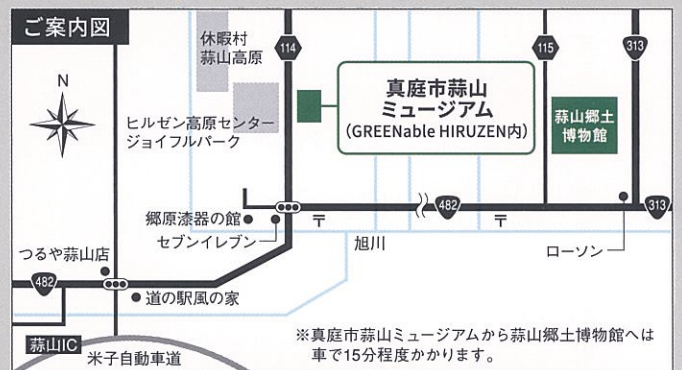 ご案内図
N
休暇村
蒜山高原
114
115
313
真庭市蒜山
ミュージアム
(GREENable HIRUZEN内)
蒜山郷土
博物館
ヒルゼン高原センター
ジョイフルパーク
482
313
郷原漆器の館
セブンイレブン
〒
〒
旭川
ローソン
つるや蒜山店
482
道の駅風の家
蒜山IC
米子自動車道
※真庭市蒜山ミュージアムから蒜山郷土博物館へは
車で15分程度かかります。